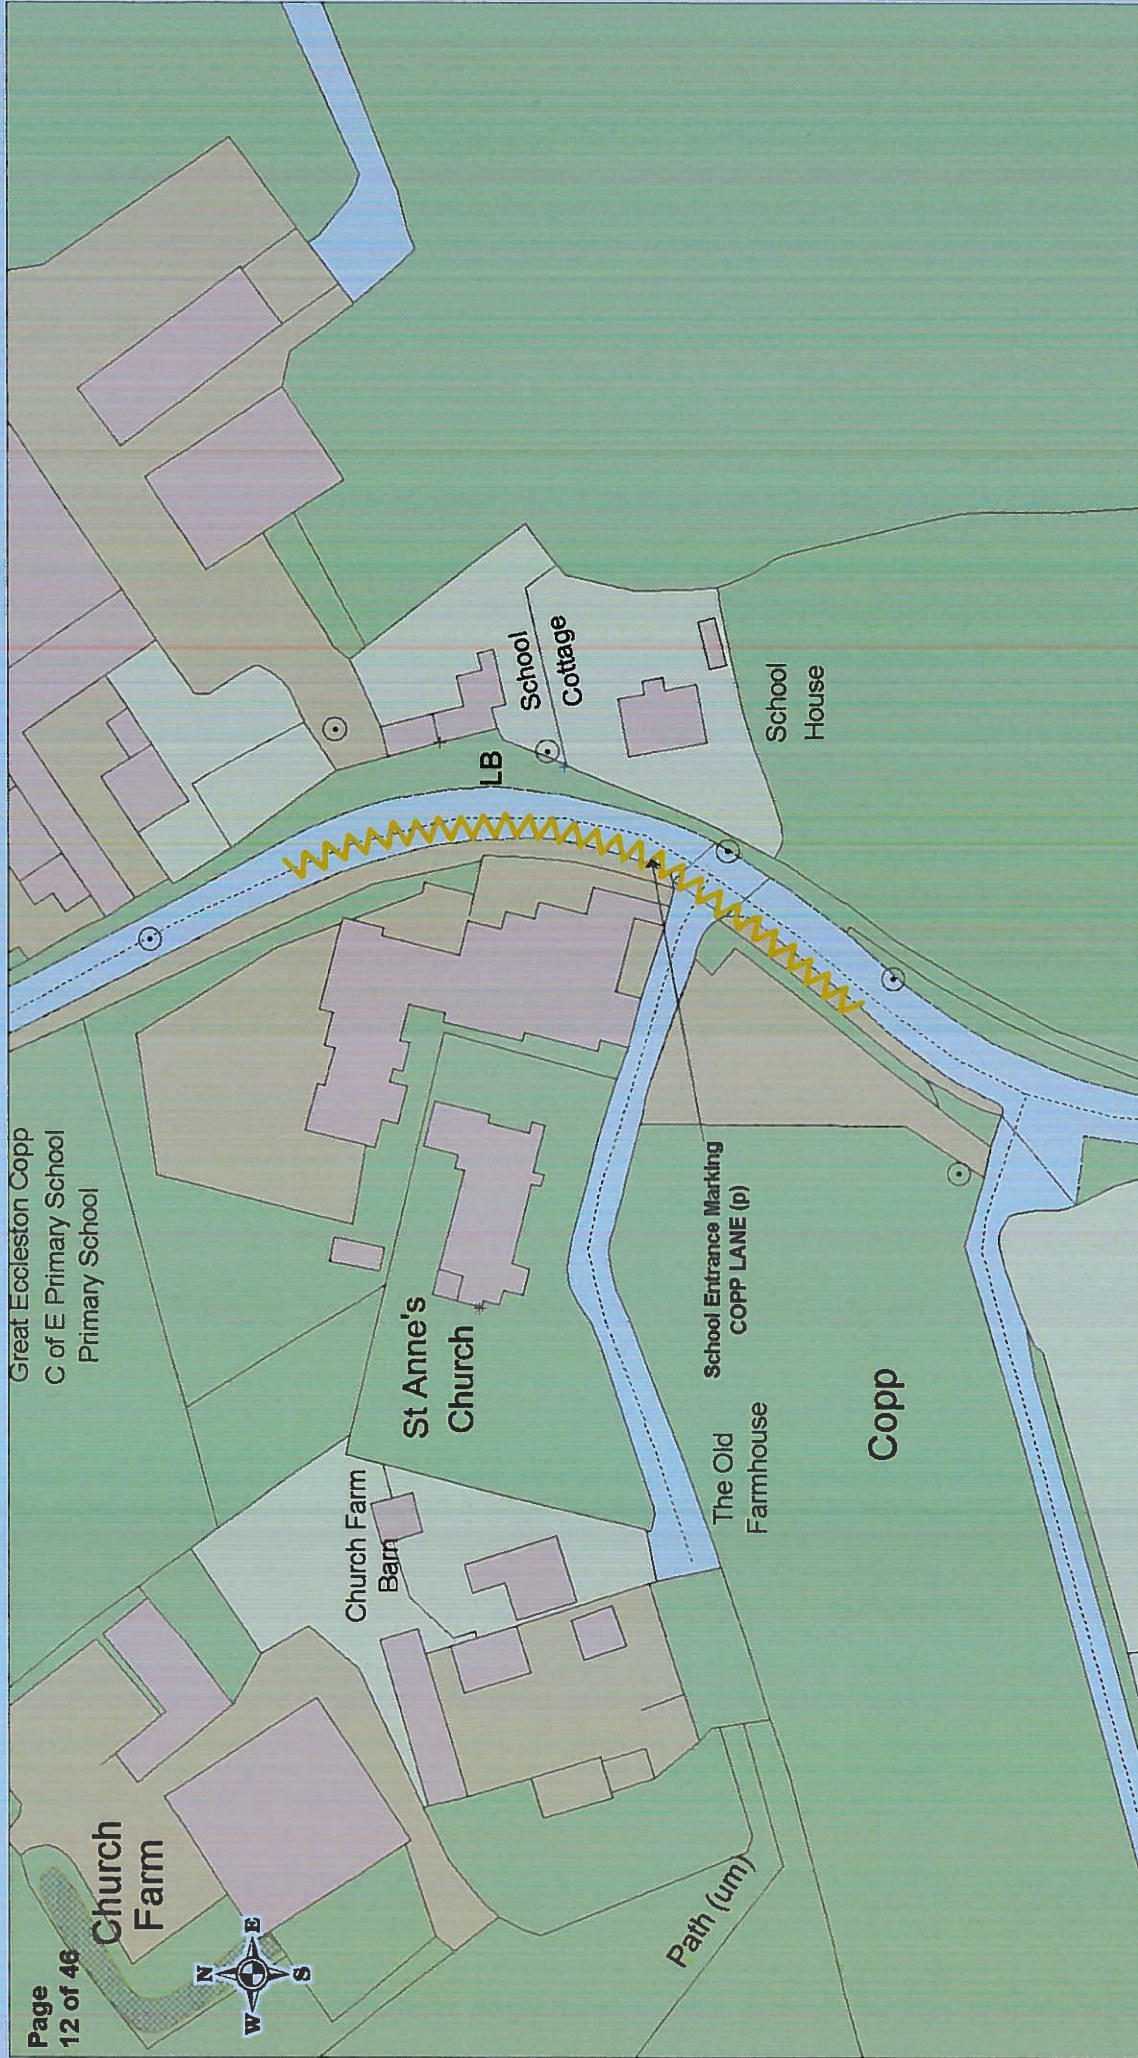 Page
12 of 46
Great Eccleston Copp
C of E Primary School
Primary School
Church
Farm
N
W
E
S
Church Farm
Barn
St Anne's
Church
LB
School
Cottage
School
House
School Entrance Marking
COPP LANE (p)
The Old
Farmhouse
Copp
Path (um)